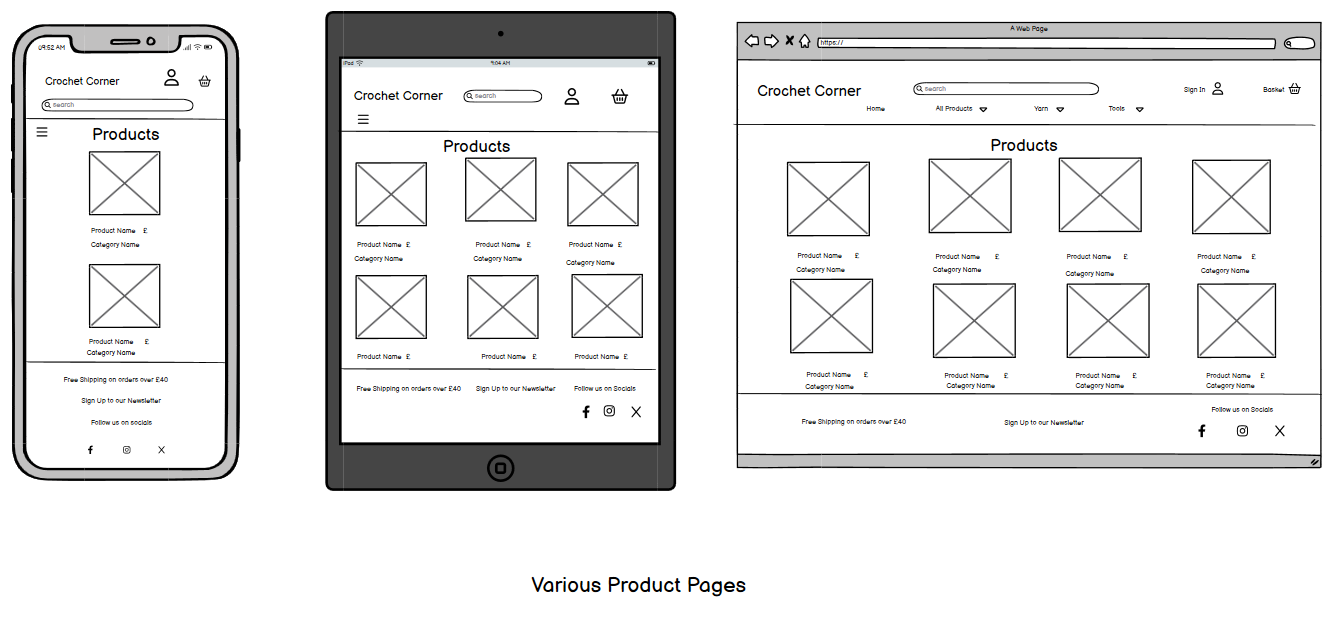 09:52 AM
Crochet Corner
search
Products
Product Name £
Category Name
Product Name £
Category Name
Free Shipping on orders over £40
Sign Up to our Newsletter
Follow us on socials
iPad 9:04 AM
Crochet Corner search
Products
Product Name £ Product Name £ Product Name £
Category Name Category Name Category Name
Product Name £ Product Name £ Product Name £
Free Shipping on orders over £40 Sign Up to our Newsletter Follow us on Socials
A Web Page
https://
Crochet Corner search Sign In Basket
Home All Products Yarn Tools
Products
Product Name £ Product Name £ Product Name £ Product Name £
Category Name Category Name Category Name Category Name
Product Name £ Product Name £ Product Name £ Product Name £
Category Name Category Name Category Name Category Name
Follow us on Socials
Free Shipping on orders over £40 Sign Up to our Newsletter
Various Product Pages